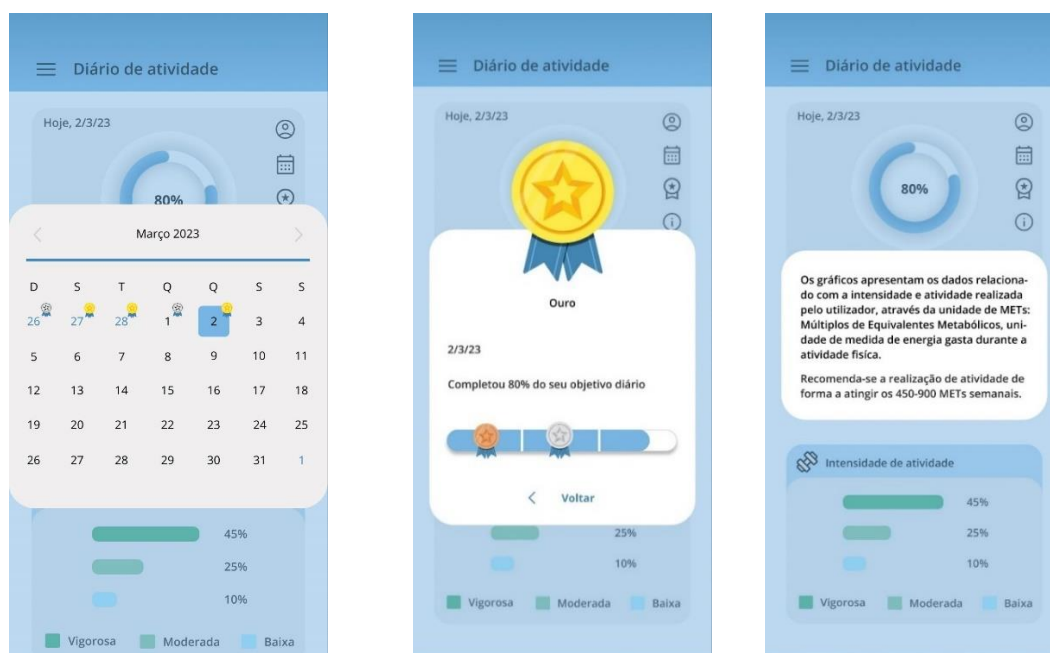 Diário de atividade
Hoje, 2/3/23
80%
Março 2023
D S T Q Q S S
26 27 28 1 2 3 4
5 6 7 8 9 10 11
12 13 14 15 16 17 18
19 20 21 22 23 24 25
26 27 28 29 30 31 1
45%
25%
10%
Vigorosa Moderada Baixa
Diário de atividade
Hoje, 2/3/23
Ouro
2/3/23
Completou 80% do seu objetivo diário
Voltar
25%
10%
Vigorosa Moderada Baixa
Diário de atividade
Hoje, 2/3/23
80%
Os gráficos apresentam os dados relaciona-
do com a intensidade e atividade realizada
pelo utilizador, através da unidade de METs:
Múltiplos de Equivalentes Metabólicos, uni-
dade de medida de energia gasta durante a
atividade fisíca.
Recomenda-se a realização de atividade de
forma a atingir os 450-900 METs semanais.
Intensidade de atividade
45%
25%
10%
Vigorosa Moderada Baixa